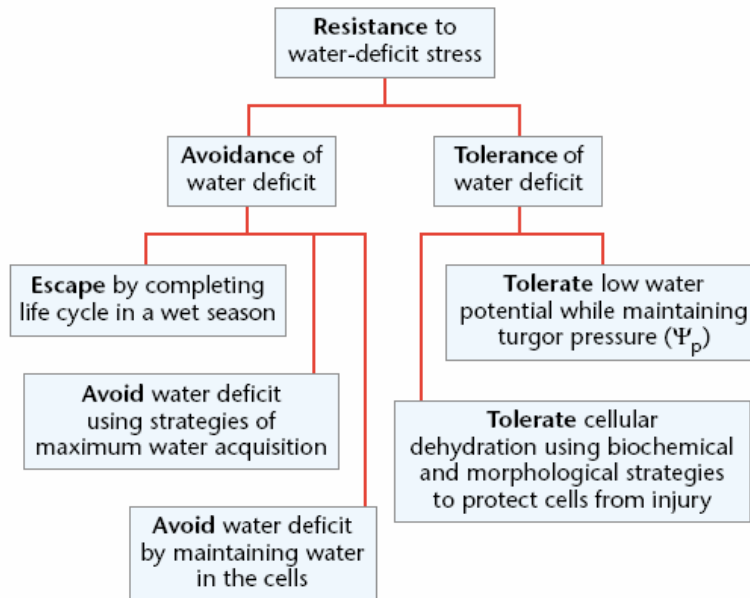 Resistance to
water-deficit stress
Avoidance of
water deficit
Tolerance of
water deficit
Escape by completing
life cycle in a wet season
Tolerate low water
potential while maintaining
turgor pressure (Ψp)
Avoid water deficit
using strategies of
maximum water acquisition
Tolerate cellular
dehydration using biochemical
and morphological strategies
to protect cells from injury
Avoid water deficit
by maintaining water
in the cells